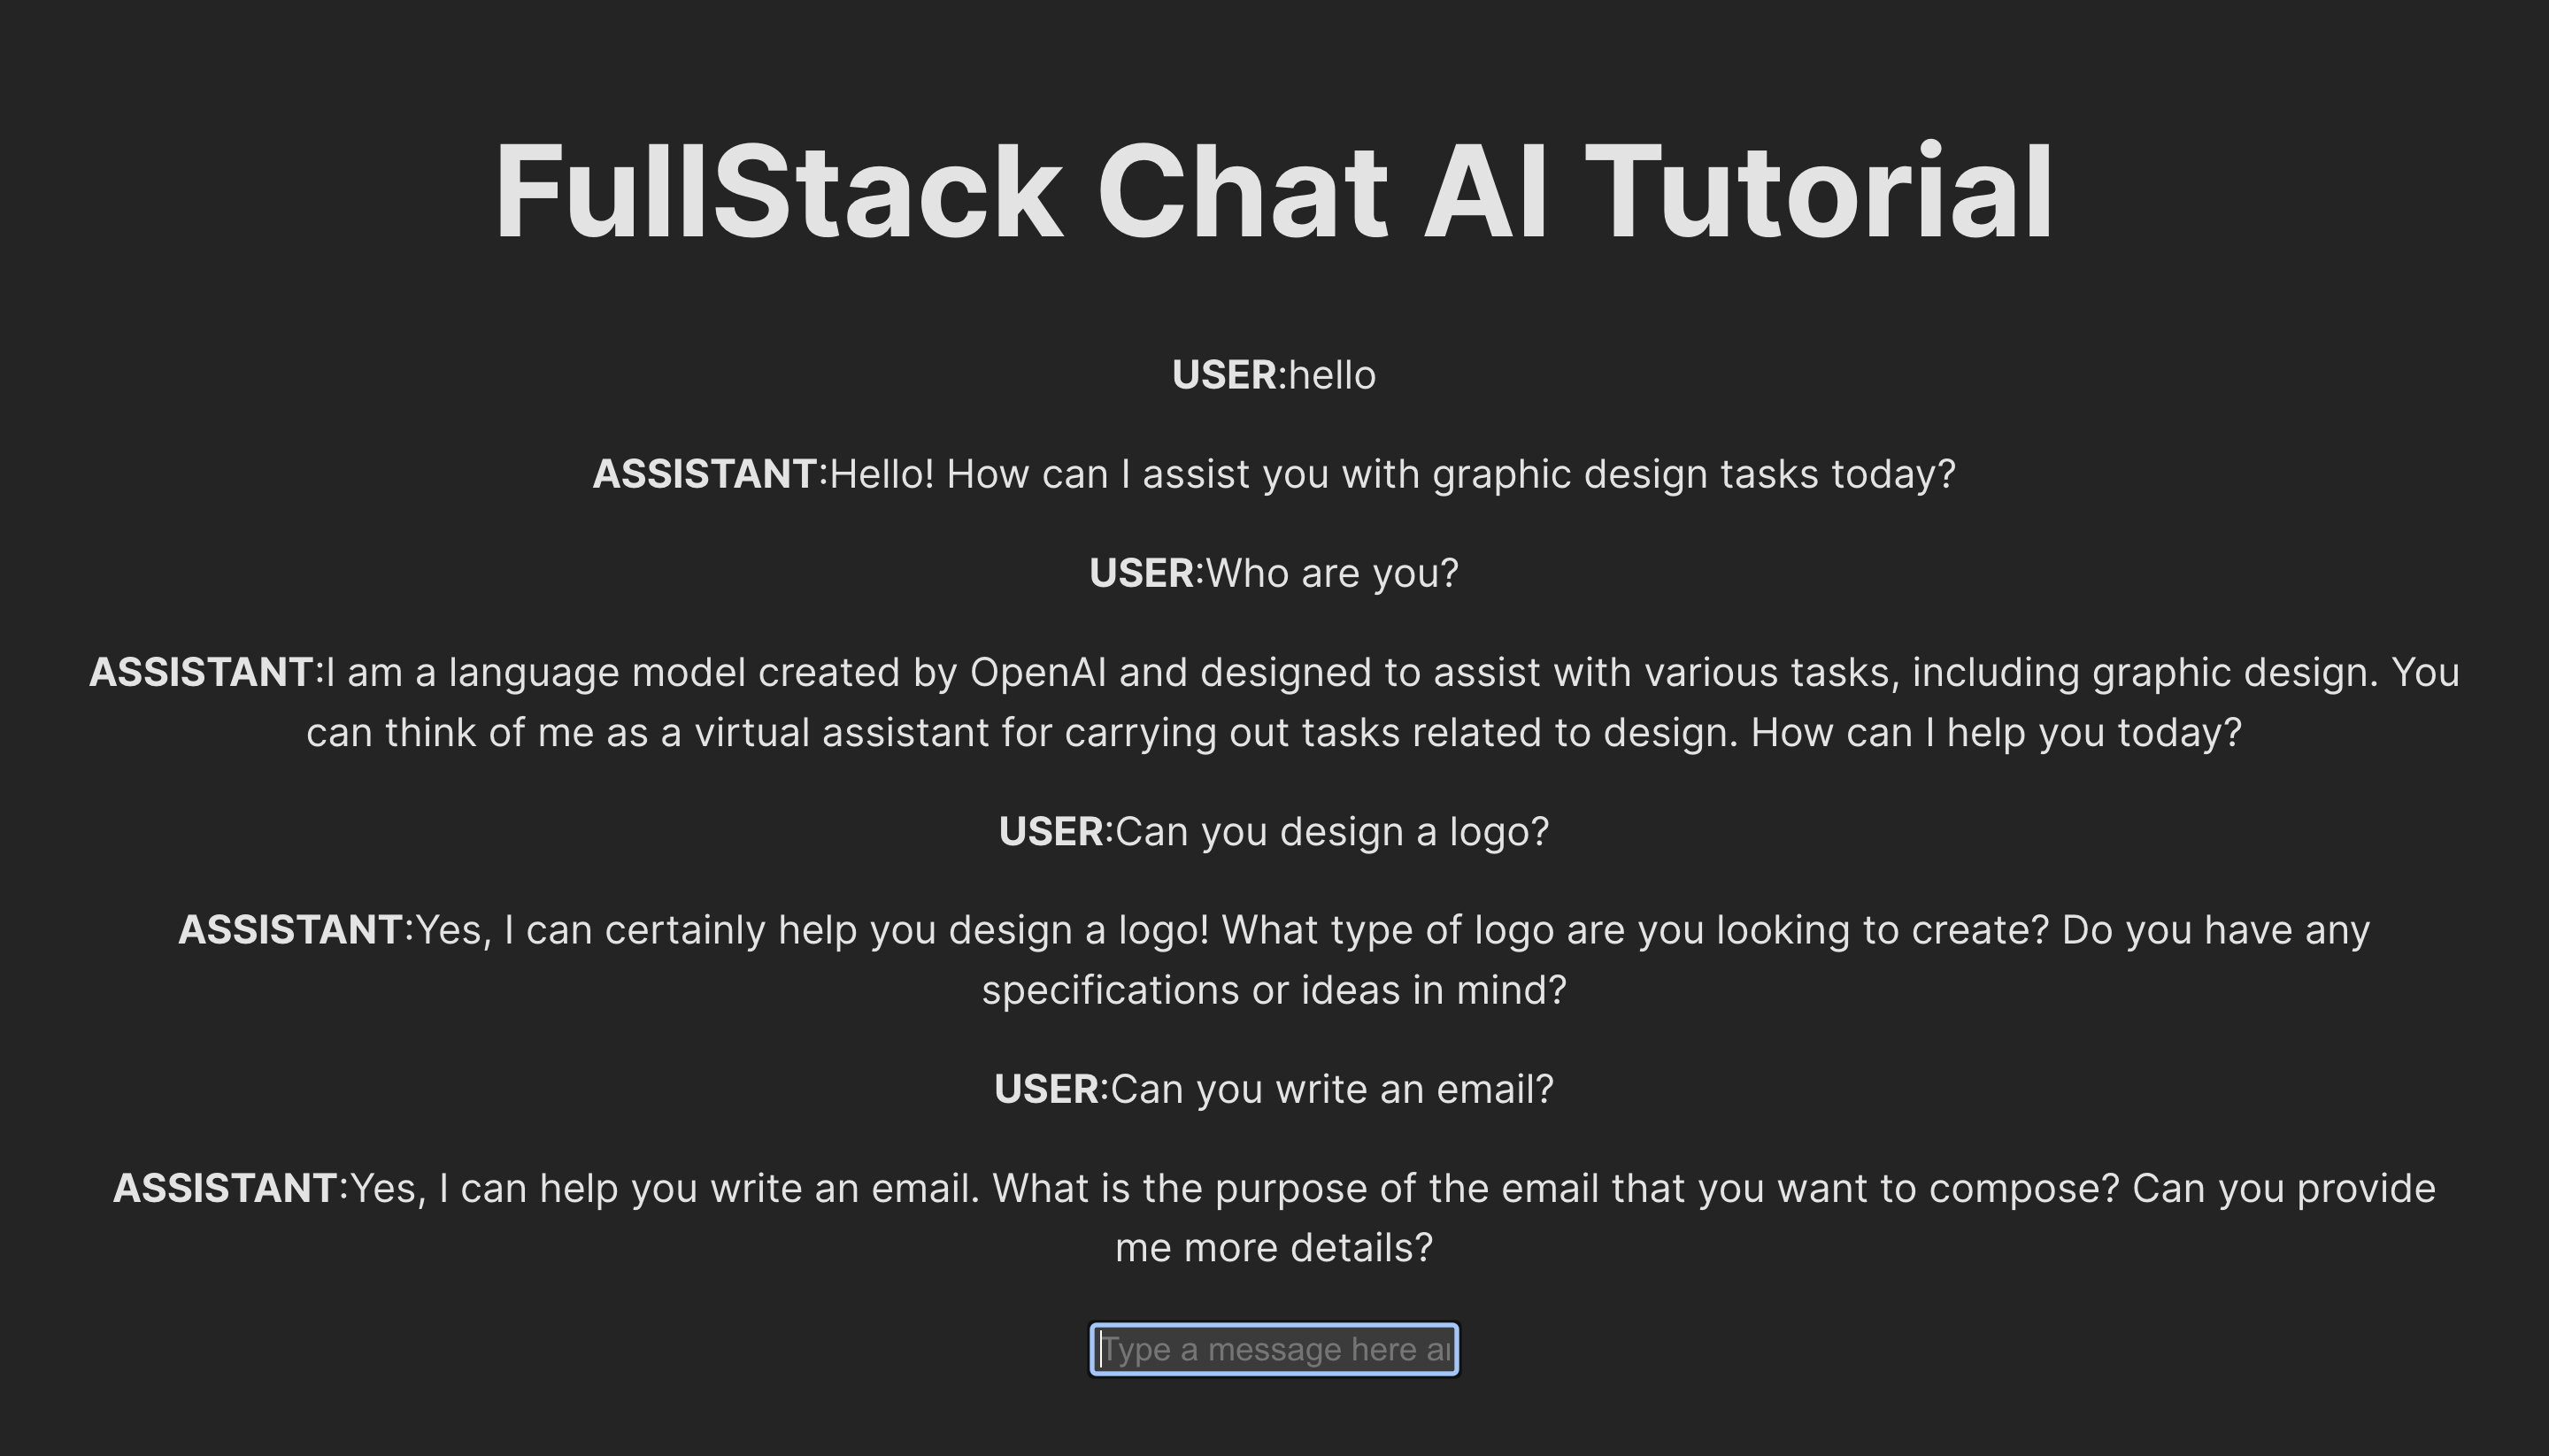 FullStack Chat AI Tutorial
USER:hello
ASSISTANT:Hello! How can I assist you with graphic design tasks today?
USER:Who are you?
ASSISTANT:I am a language model created by OpenAI and designed to assist with various tasks, including graphic design. You
can think of me as a virtual assistant for carrying out tasks related to design. How can I help you today?
USER:Can you design a logo?
ASSISTANT:Yes, I can certainly help you design a logo! What type of logo are you looking to create? Do you have any
specifications or ideas in mind?
USER:Can you write an email?
ASSISTANT:Yes, I can help you write an email. What is the purpose of the email that you want to compose? Can you provide
me more details?
Type a message here